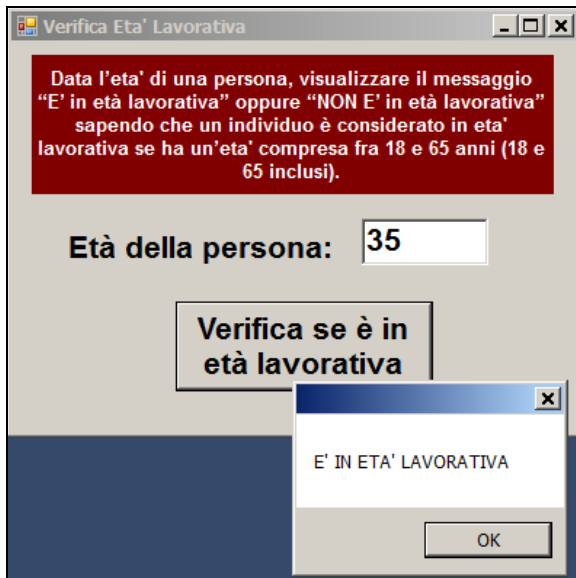 Verifica Eta' Lavorativa
Data l'eta' di una persona, visualizzare il messaggio
“E' in età lavorativa” oppure “NON E' in età lavorativa”
sapendo che un individuo è considerato in eta'
lavorativa se ha un'eta' compresa fra 18 e 65 anni (18 e
65 inclusi).
Età della persona: 35
Verifica se è in
età lavorativa
E' IN ETA' LAVORATIVA
OK